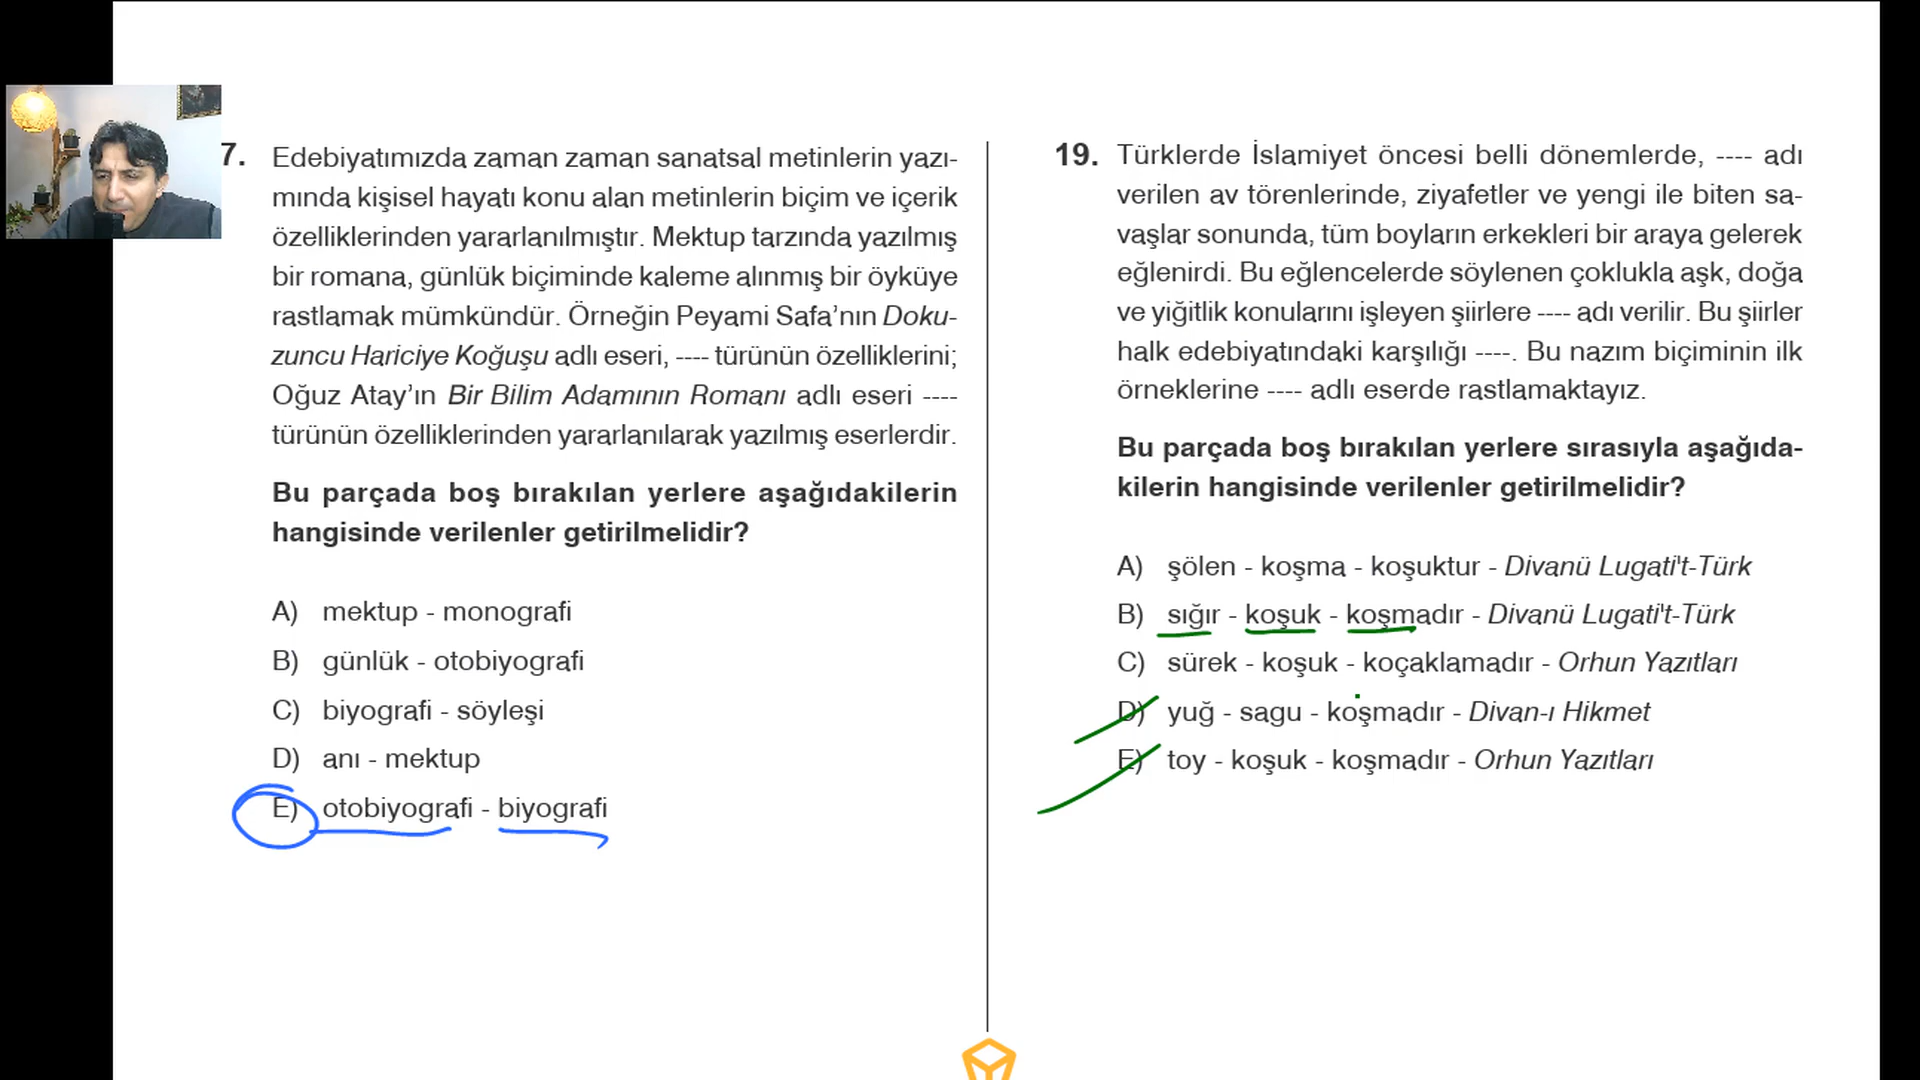 7. Edebiyatımızda zaman zaman sanatsal metinlerin yazı-
mında kişisel hayatı konu alan metinlerin biçim ve içerik
özelliklerinden yararlanılmıştır. Mektup tarzında yazılmış
bir romana, günlük biçiminde kaleme alınmış bir öyküye
rastlamak mümkündür. Örneğin Peyami Safa’nın Doku-
zuncu Hariciye Koğuşu adlı eseri, ---- türünün özelliklerini;
Oğuz Atay’ın Bir Bilim Adamının Romanı adlı eseri ----
türünün özelliklerinden yararlanılarak yazılmış eserlerdir.
Bu parçada boş bırakılan yerlere aşağıdakilerin
hangisinde verilenler getirilmelidir?
A) mektup - monografi
B) günlük - otobiyografi
C) biyografi - söyleşi
D) anı - mektup
E) otobiyografi - biyografi
19. Türklerde İslamiyet öncesi belli dönemlerde, ---- adı
verilen av törenlerinde, ziyafetler ve yengi ile biten sa-
vaşlar sonunda, tüm boyların erkekleri bir araya gelerek
eğlenirdi. Bu eğlencelerde söylenen çoklukla aşk, doğa
ve yiğitlik konularını işleyen şiirlere ---- adı verilir. Bu şiirler
halk edebiyatındaki karşılığı ----. Bu nazım biçiminin ilk
örneklerine ---- adlı eserde rastlamaktayız.
Bu parçada boş bırakılan yerlere sırasıyla aşağıda-
kilerin hangisinde verilenler getirilmelidir?
A) şölen - koşma - koşuktur - Divanü Lugati't-Türk
B) sığır - koşuk - koşmadır - Divanü Lugati't-Türk
C) sürek - koşuk - koçaklamadır - Orhun Yazıtları
D) yuğ - sagu - koşmadır - Divan-ı Hikmet
E) toy - koşuk - koşmadır - Orhun Yazıtları